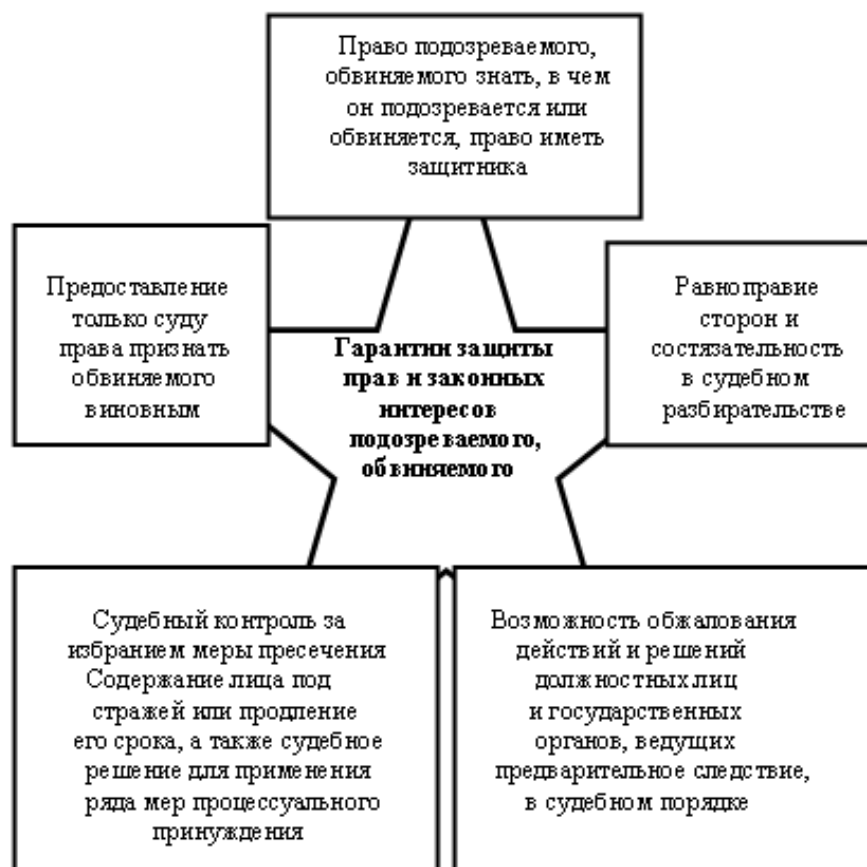 Право подозреваемого,
обвиняемого знать, в чем
он подозревается или
обвиняется, право иметь
защитника
Предоставление
только суду
права признать
обвиняемого
виновным
Гарантии защиты
прав и законных
интересов
подозреваемого,
обвиняемого
Равноправие
сторон и
состязательность
в судебном
разбирательстве
Судебный контроль за
избранием меры пресечения
Содержание лица под
стражей или продление
его срока, а также судебное
решение для применения
ряда мер процессуального
принуждения
Возможность обжалования
действий и решений
должностных лиц
и государственных
органов, ведущих
предварительное следствие,
в судебном порядке